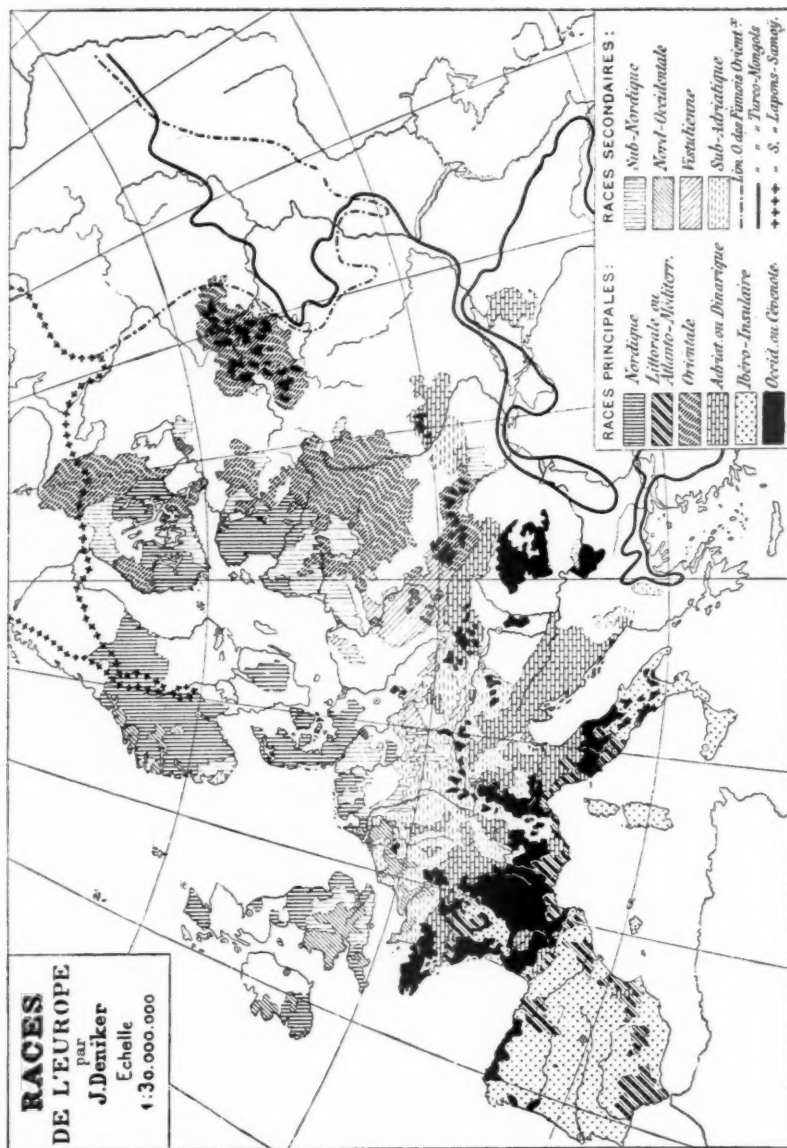 RACES
DE L'EUROPE
par
J. Deniker
Echelle
1:30.000.000
RACES PRINCIPALES:
Nordique
Littorale ou
Atlanto-Méditerr.
Orientale
Adriat. ou Dinarique
Ibéro-Insulaire
Occid. ou Cévenole
RACES SECONDAIRES:
Sub-Nordique
Nord-Occidentale
Vistulienne
Sub-Adriatique
Lim. O. des Finnois Orient.x
" " " Turco-Mongols
" S. " Lapons-Samoÿ.